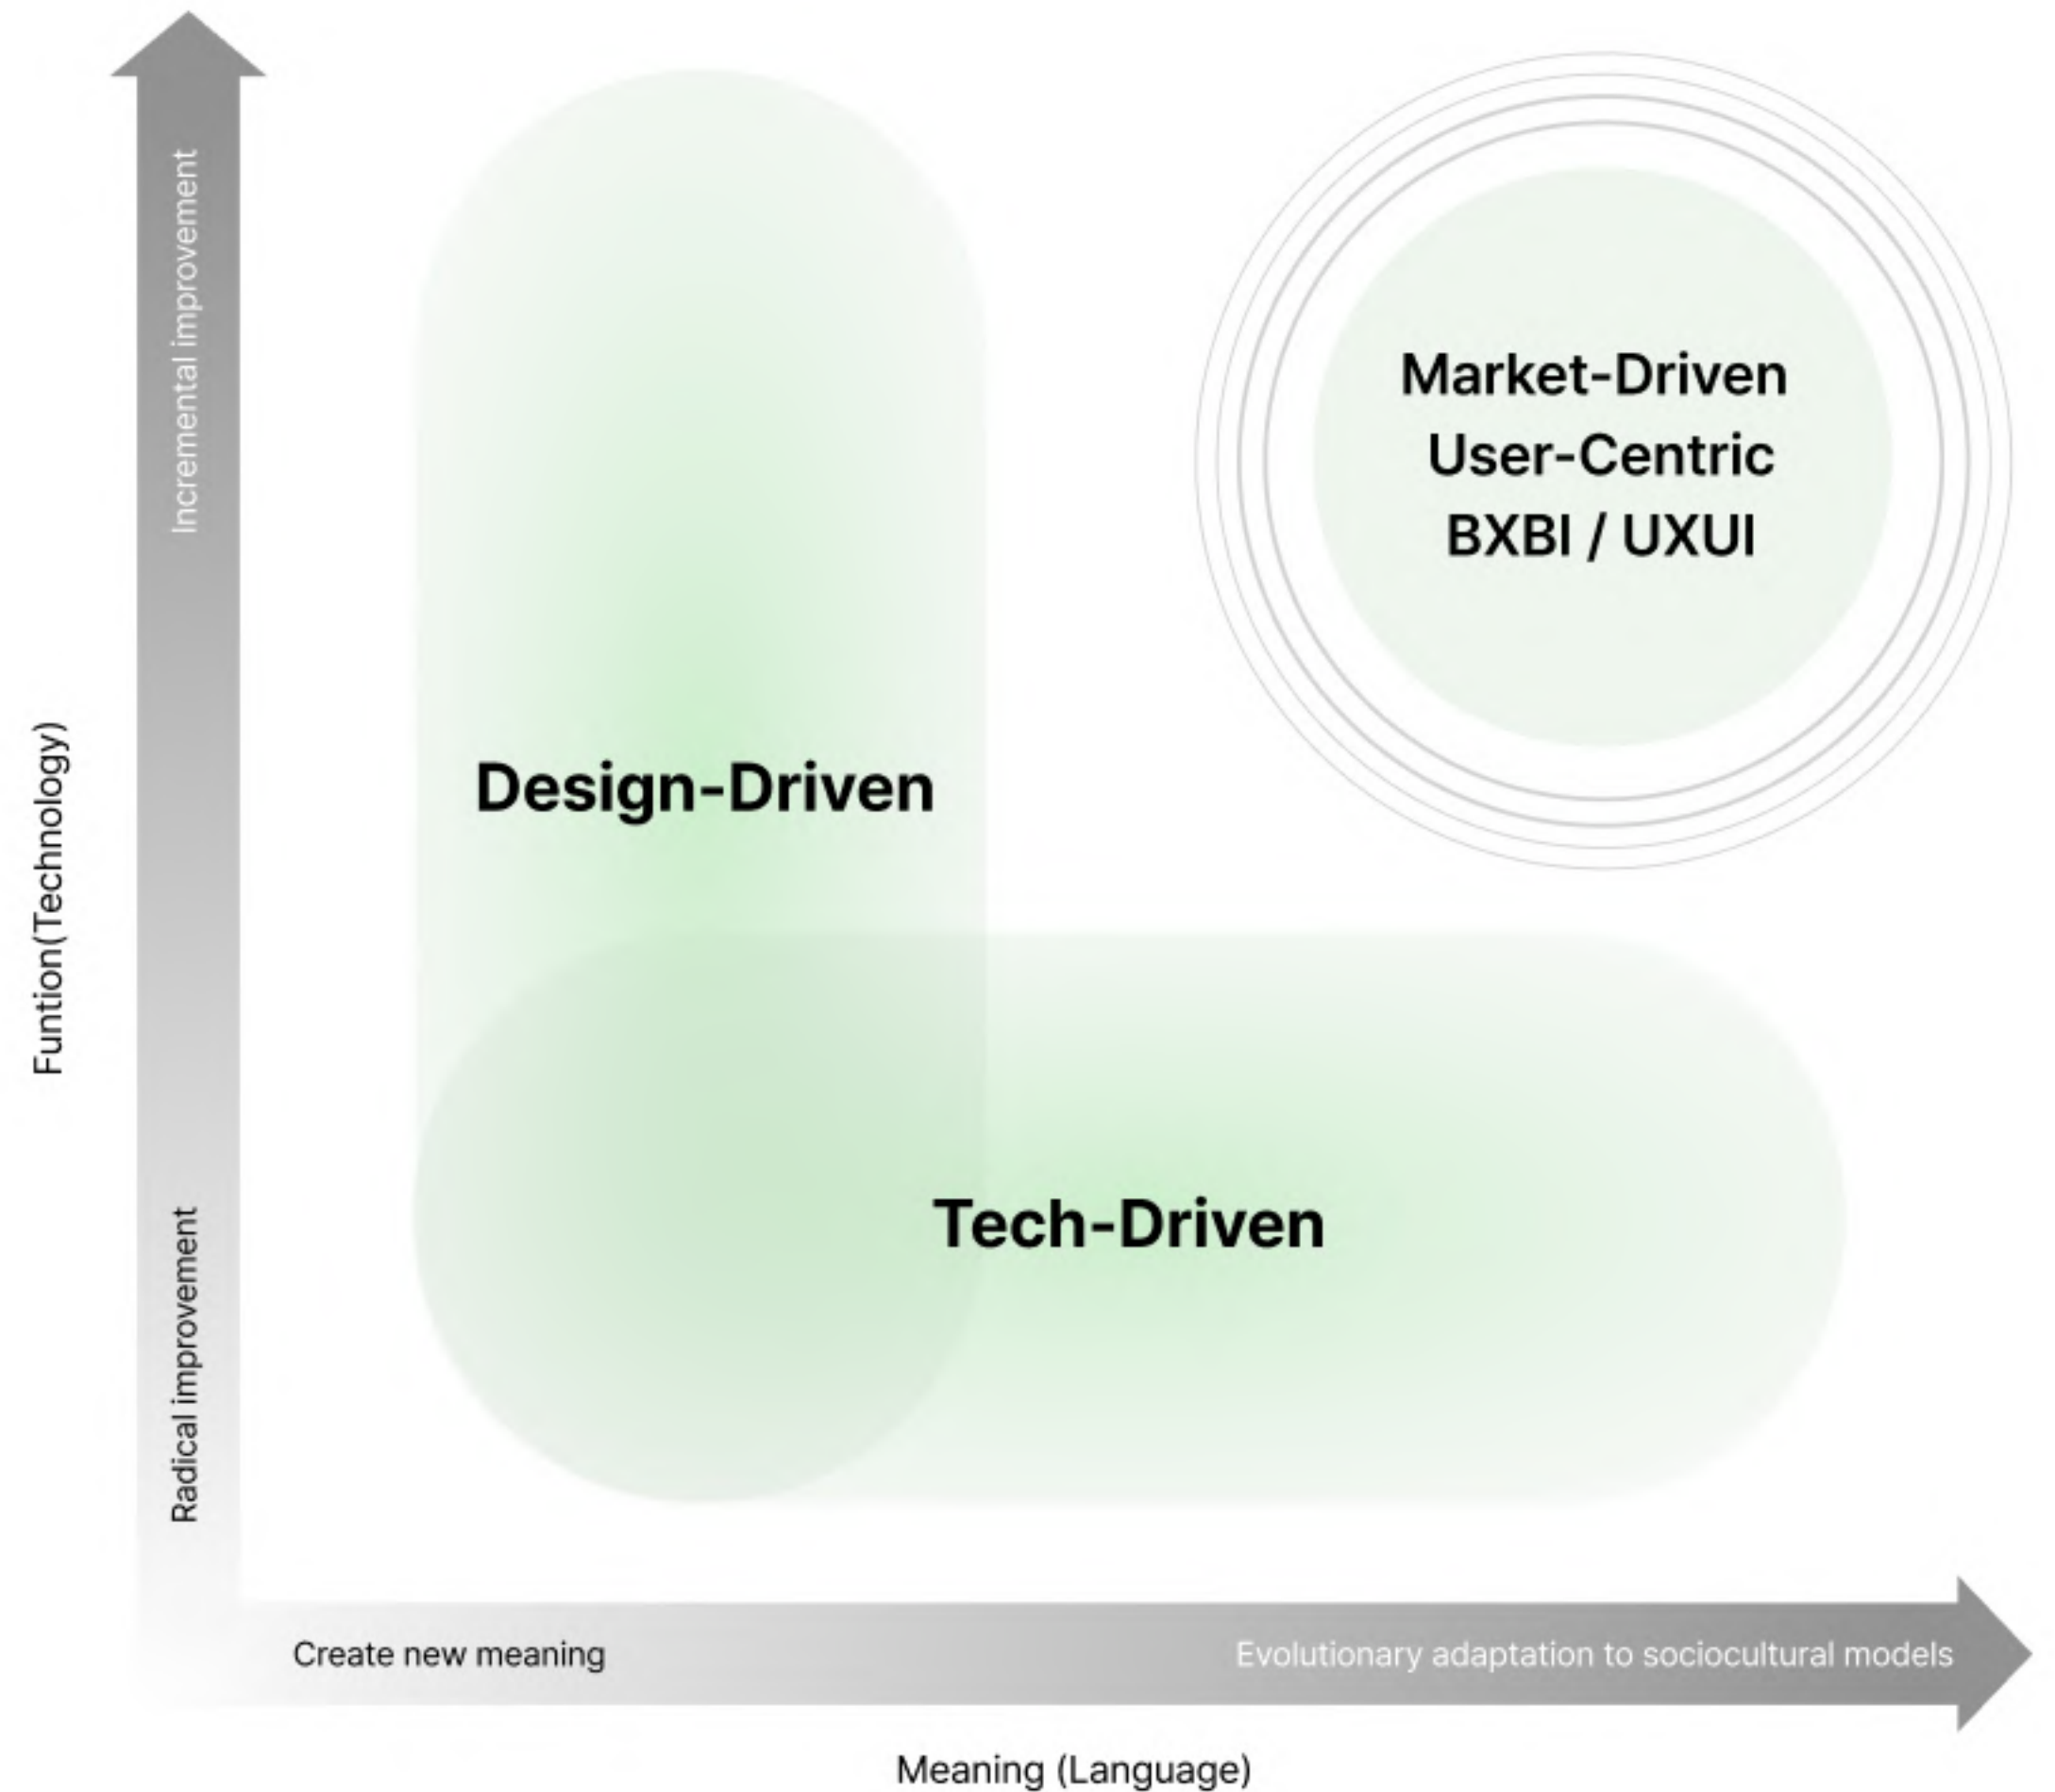 Incremental improvement
Market-Driven
User-Centric
BXBI / UXUI
Funtion(Technology)
Design-Driven
Tech-Driven
Radical improvement
Create new meaning
Evolutionary adaptation to sociocultural models
Meaning (Language)